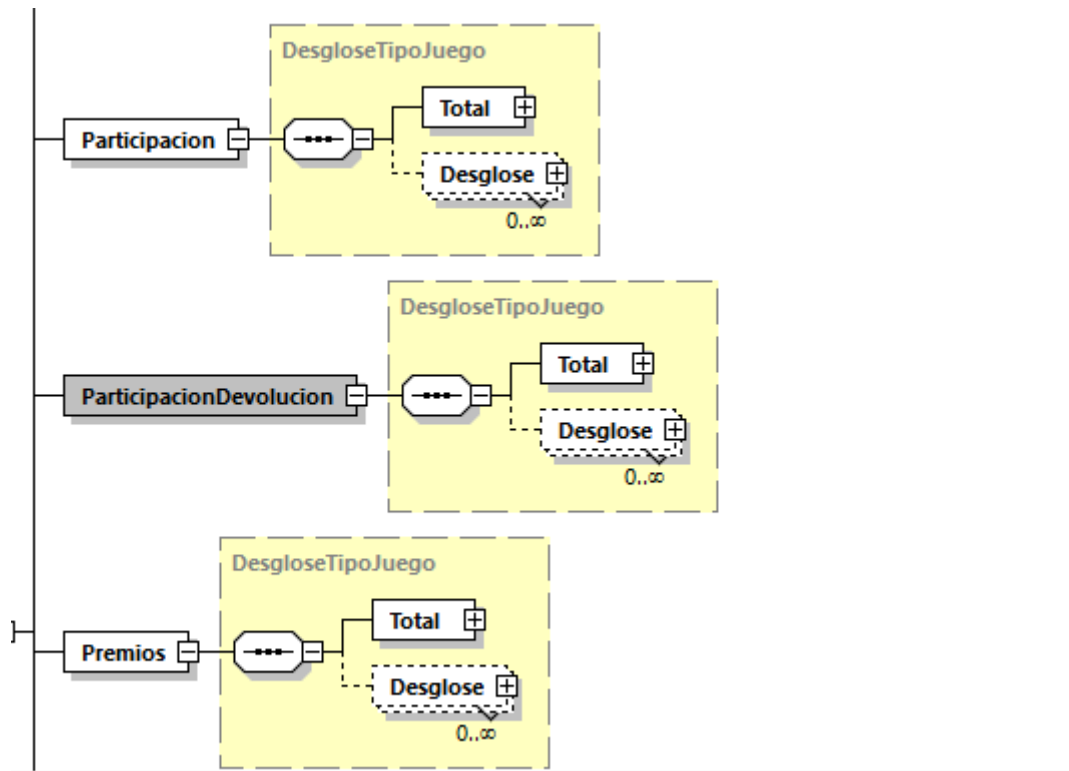 DesgloseTipoJuego
Total
Participacion
Desglose
0..∞
DesgloseTipoJuego
Total
ParticipacionDevolucion
Desglose
0..∞
DesgloseTipoJuego
Total
Premios
Desglose
0..∞